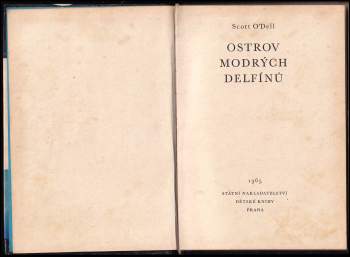 Scott O'Dell
OSTROV
MODRÝCH
DELFÍNŮ
1965
STÁTNÍ NAKLADATELSTVÍ
DĚTSKÉ KNIHY
PRAHA